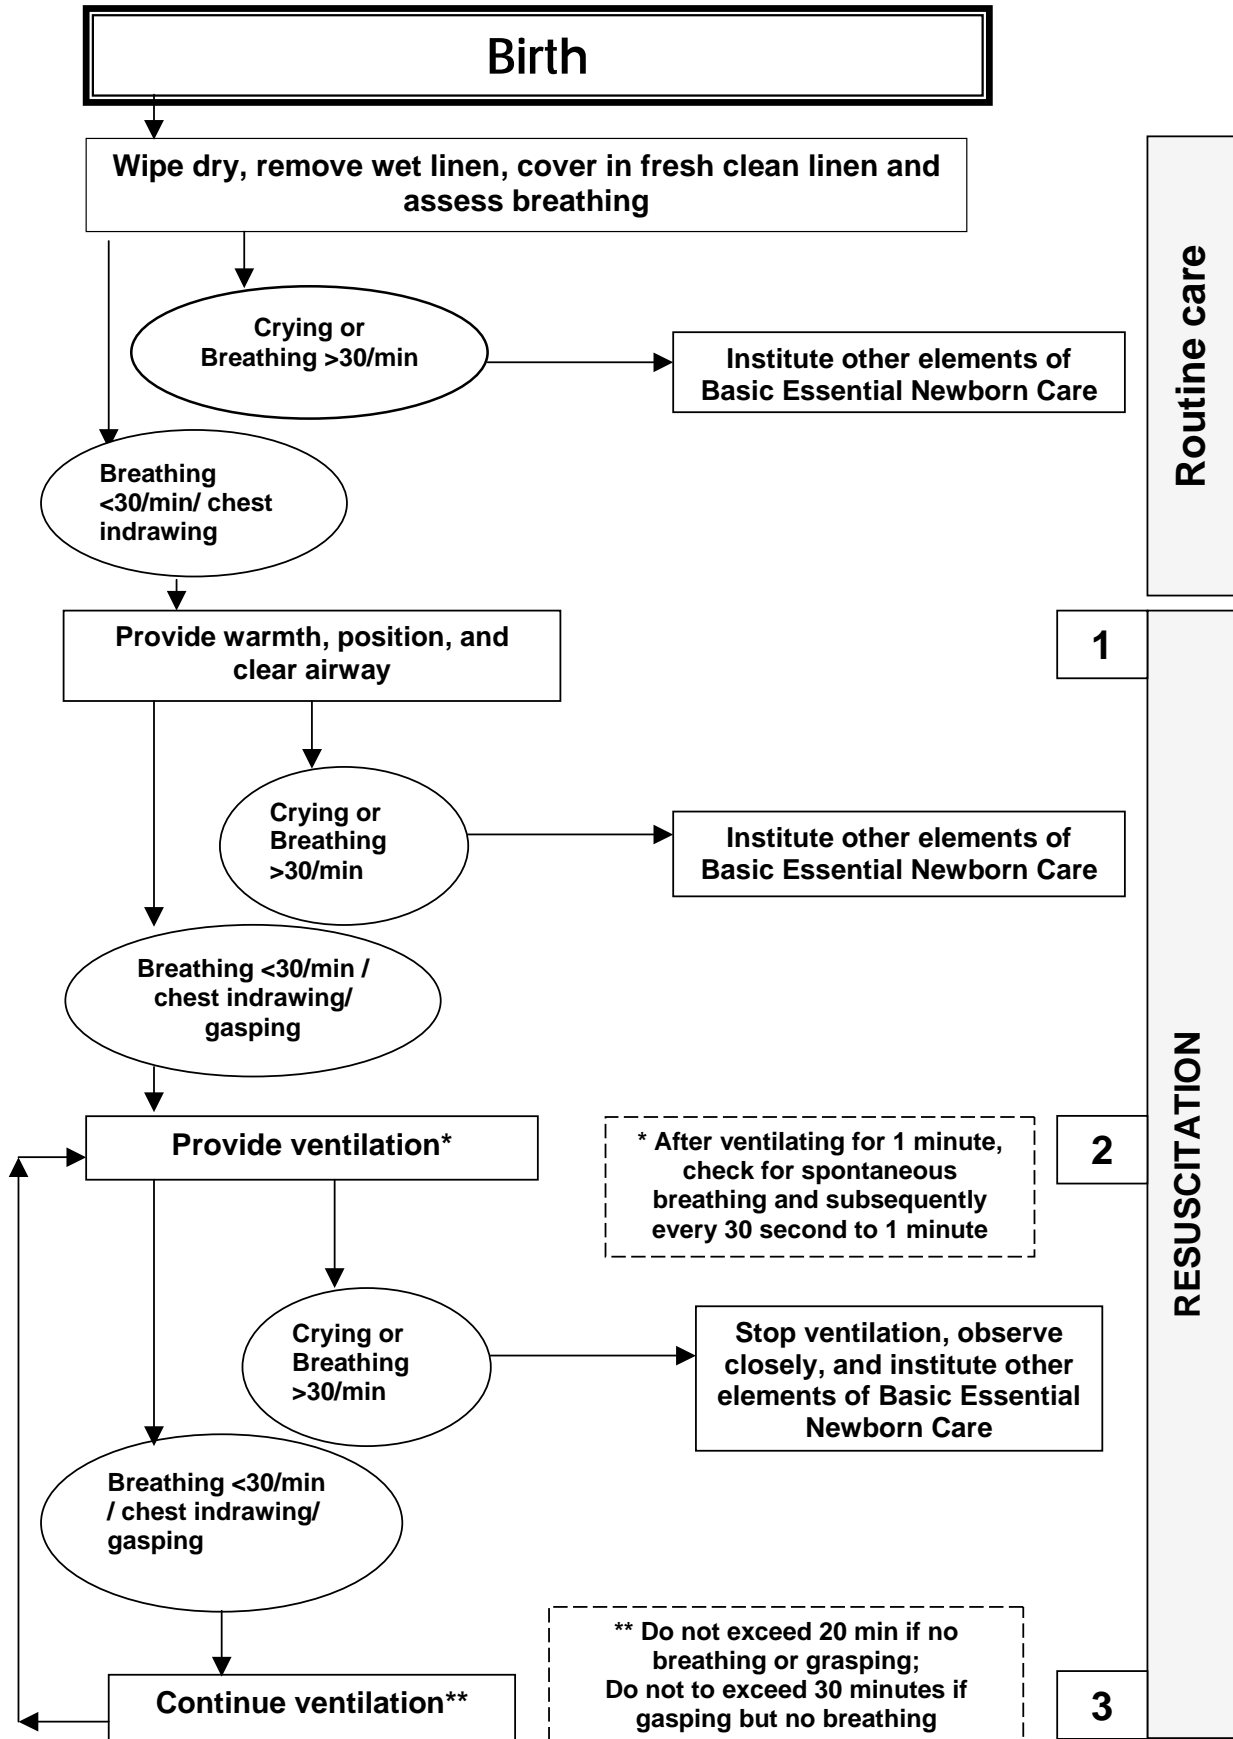 Birth
Wipe dry, remove wet linen, cover in fresh clean linen and
assess breathing
Crying or
Breathing >30/min
Institute other elements of
Basic Essential Newborn Care
Routine care
Breathing
<30/min/ chest
indrawing
Provide warmth, position, and
clear airway
1
Crying or
Breathing
>30/min
Institute other elements of
Basic Essential Newborn Care
Breathing <30/min /
chest indrawing/
gasping
RESUSCITATION
Provide ventilation*
* After ventilating for 1 minute,
check for spontaneous
breathing and subsequently
every 30 second to 1 minute
2
Crying or
Breathing
>30/min
Stop ventilation, observe
closely, and institute other
elements of Basic Essential
Newborn Care
Breathing <30/min
/ chest indrawing/
gasping
Continue ventilation**
** Do not exceed 20 min if no
breathing or grasping;
Do not to exceed 30 minutes if
gasping but no breathing
3